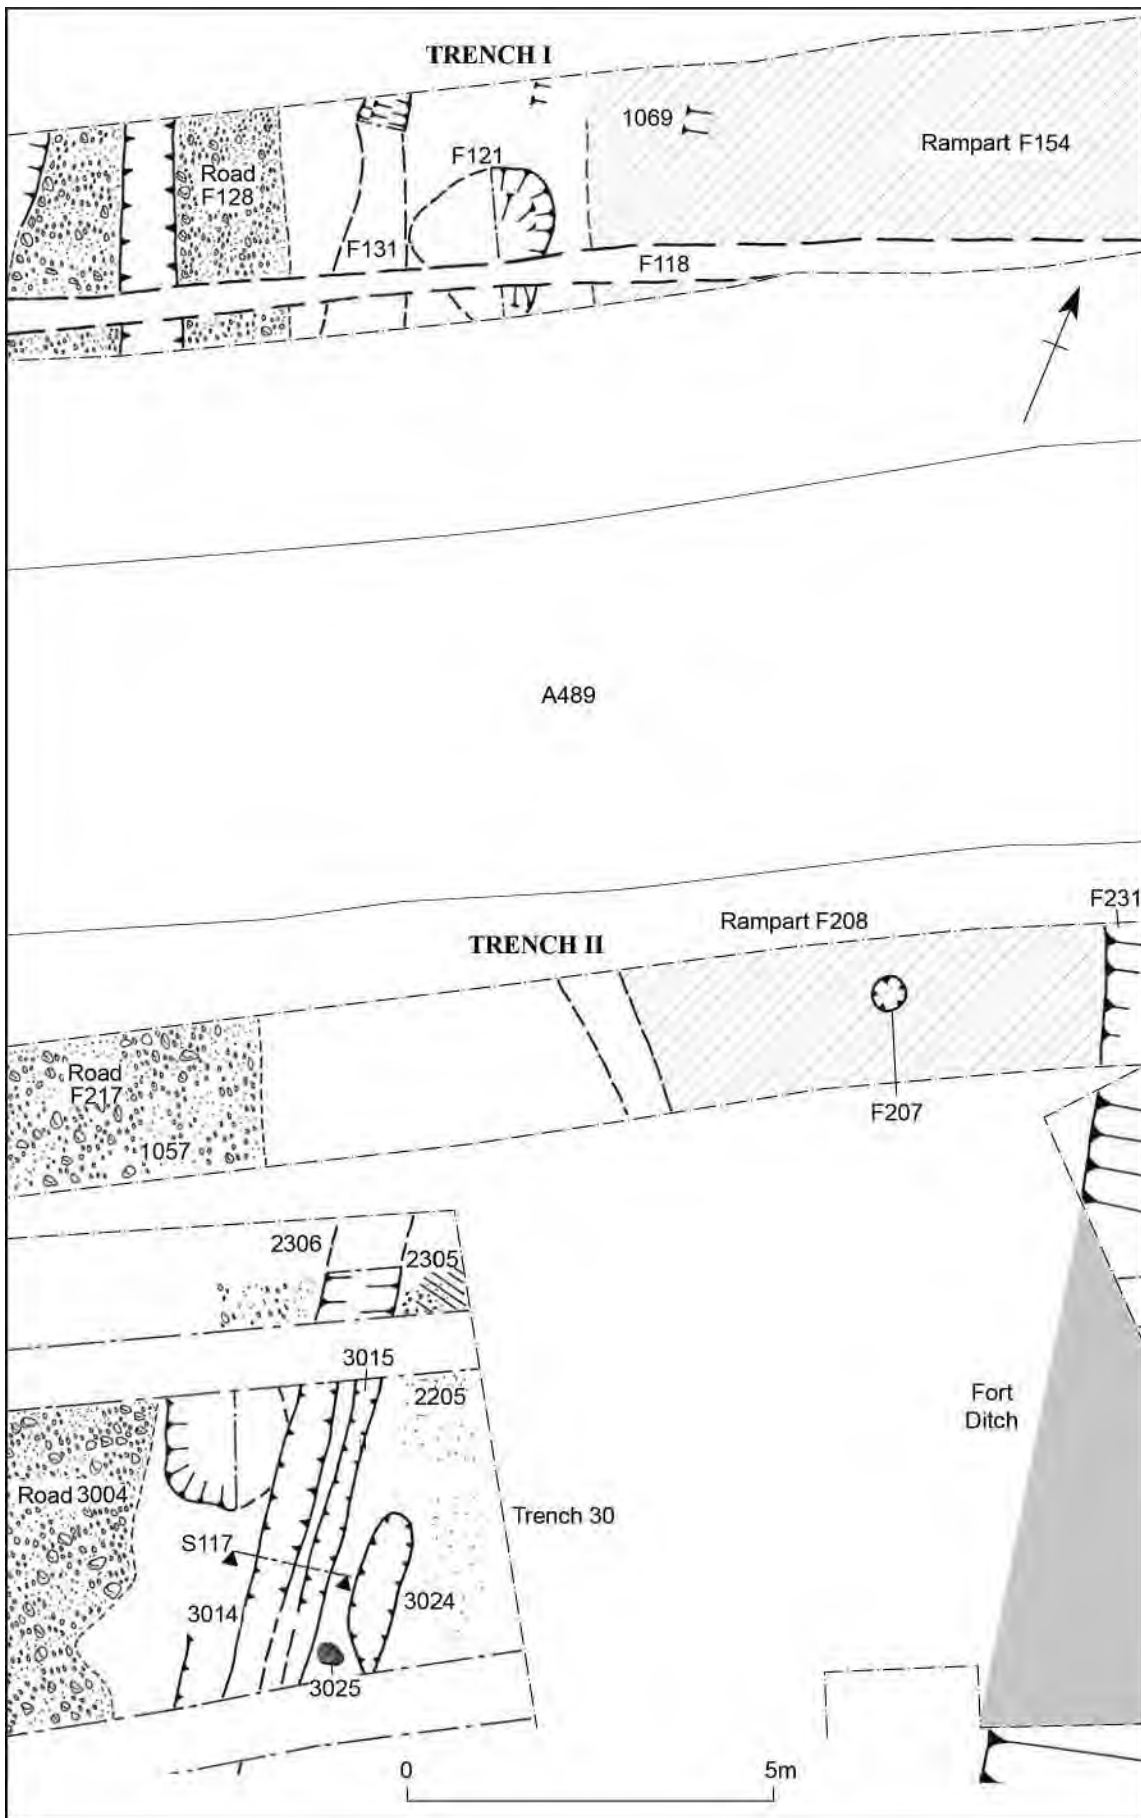 TRENCH I
1069
Rampart F154
F121
Road
F128
F131
F118
A489
F231
Rampart F208
TRENCH II
Road
F217
1057
F207
2306
2305
3015
2205
Fort
Ditch
Road 3004
Trench 30
S117
3014
3024
3025
0
5m